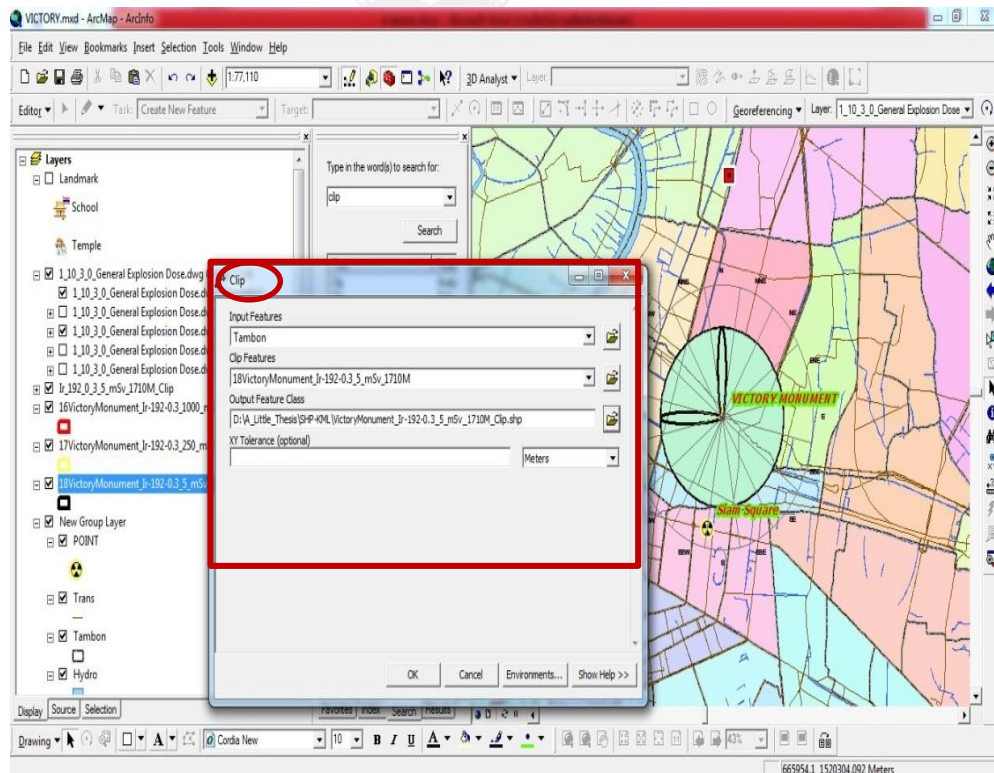 VICTORY.mxd - ArcMap - ArcInfo
File Edit View Bookmarks Insert Selection Tools Window Help
1:77,110 3D Analyst Layer:
Editor Task: Create New Feature Target: Georeferencing Layer: 1_10_3_0_General Explosion Dose
Layers
Landmark
School
Temple
1_10_3_0_General Explosion Dose.dwg
1_10_3_0_General Explosion Dose.d
1_10_3_0_General Explosion Dose.d
1_10_3_0_General Explosion Dose.d
1_10_3_0_General Explosion Dose.d
1_10_3_0_General Explosion Dose.d
Ir_192_0.3_5_mSv_1710M_Clip
16VictoryMonument_Ir-192-0.3_1000_m
17VictoryMonument_Ir-192-0.3_250_m
18VictoryMonument_Ir-192-0.3_5_mSv
New Group Layer
POINT
Trans
Tambon
Hydro
Display Source Selection
Type in the word(s) to search for:
clip
Search
Clip
Input Features
Tambon
Clip Features
18VictoryMonument_Ir-192-0.3_5_mSv_1710M
Output Feature Class
D:\A_Little_Thesis\SHP-KML\VictoryMonument_Ir-192-0.3_5_mSv_1710M_Clip.shp
XY Tolerance (optional)
Meters
OK Cancel Environments... Show Help >>
Favorites Index Search Results
N
NNE
NE
ENE
E
VICTORY MONUMENT
Siam-Square
S
Drawing A Cordia New 10 B I U A 43%
665954.1 1520304.092 Meters